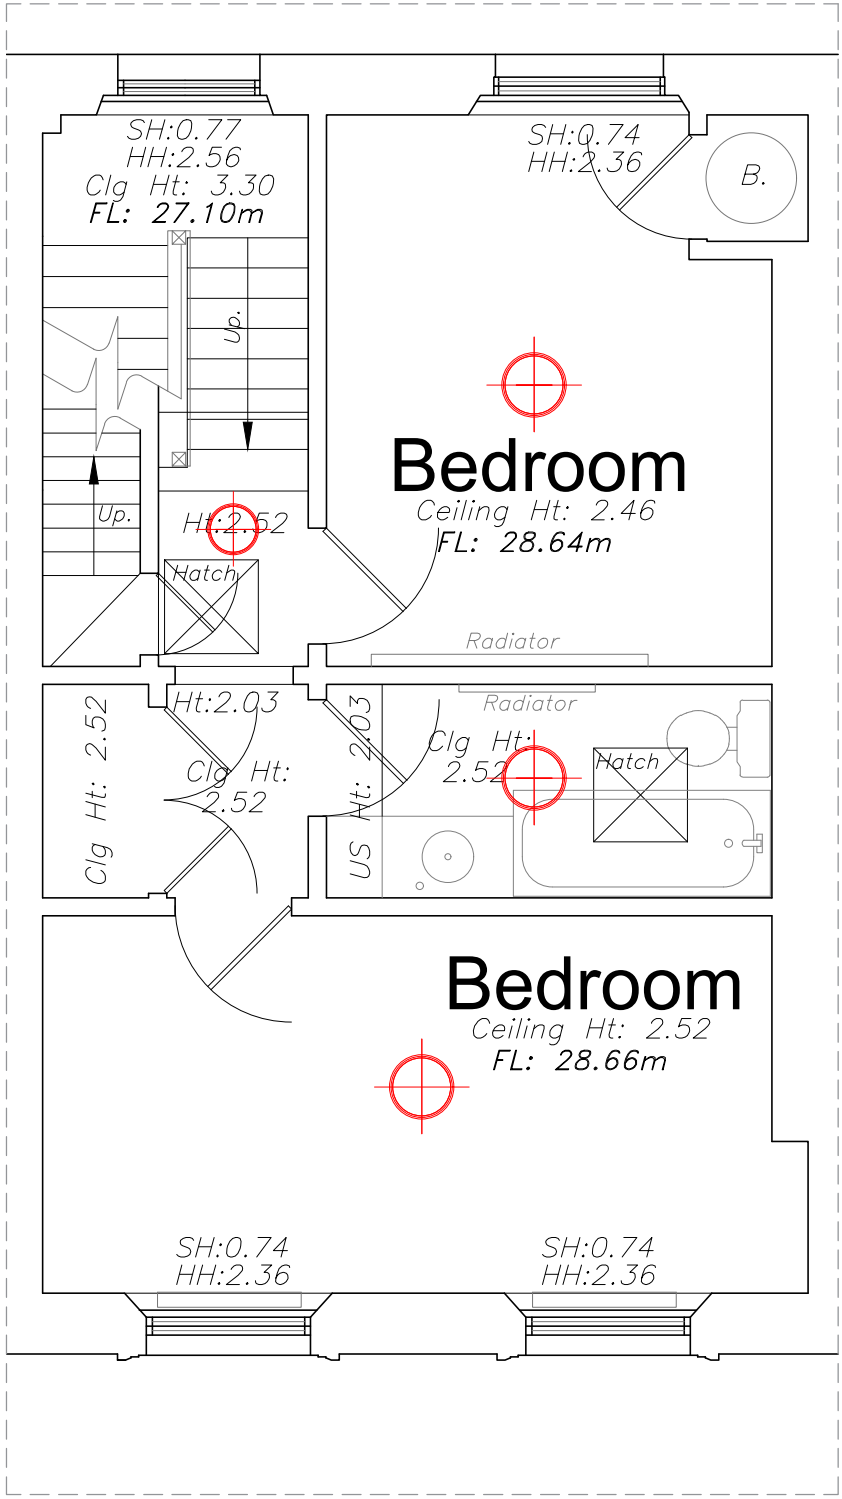 SH:0.77
HH:2.56
Clg Ht: 3.30
FL: 27.10m
SH:0.74
HH:2.36
B.
Up.
Bedroom
Ceiling Ht: 2.46
FL: 28.64m
Up.
Ht:2.52
Hatch
Radiator
Ht:2.03
Radiator
Clg Ht: 2.52
Clg Ht:
2.52
US Ht: 2.03
Clg Ht:
2.52
Hatch
Bedroom
Ceiling Ht: 2.52
FL: 28.66m
SH:0.74
HH:2.36
SH:0.74
HH:2.36